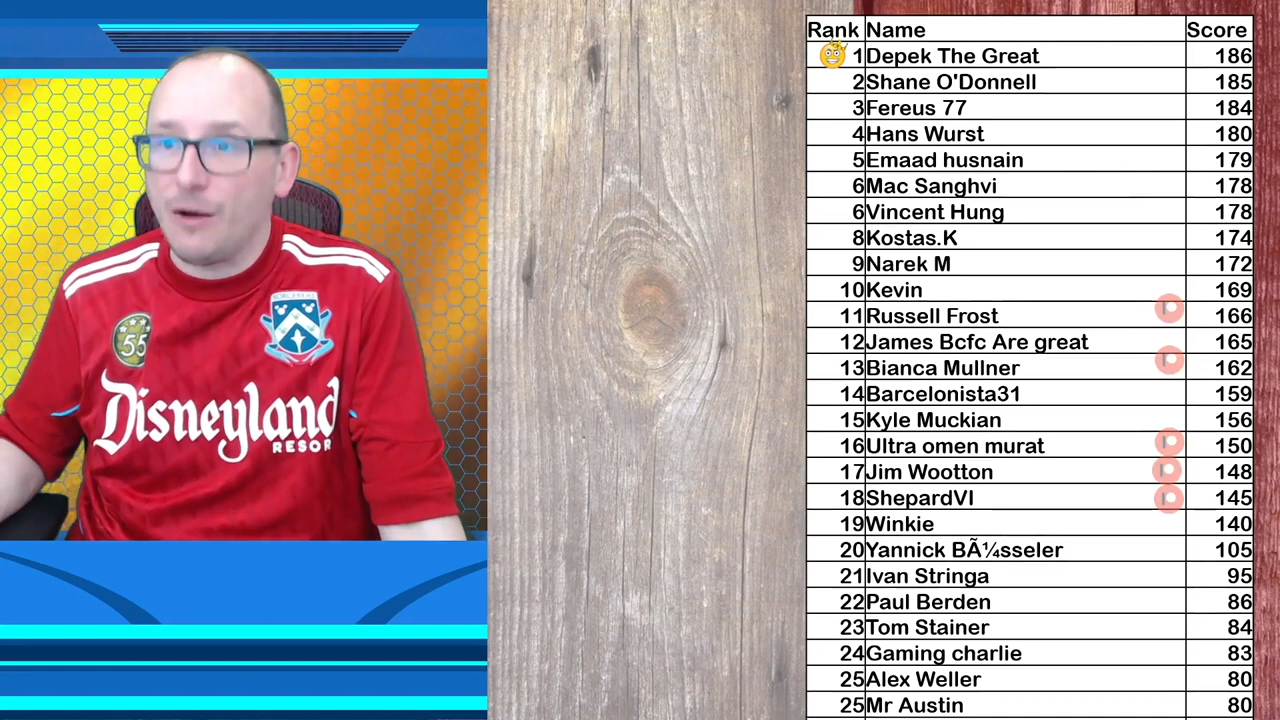 SORCERERS
55
Disneyland
RESOR
Rank Name Score
1 Depek The Great 186
2 Shane O'Donnell 185
3 Fereus 77 184
4 Hans Wurst 180
5 Emaad husnain 179
6 Mac Sanghvi 178
6 Vincent Hung 178
8 Kostas.K 174
9 Narek M 172
10 Kevin 169
11 Russell Frost 166
12 James Bcfc Are great 165
13 Bianca Mullner 162
14 Barcelonista31 159
15 Kyle Muckian 156
16 Ultra omen murat 150
17 Jim Wootton 148
18 ShepardVI 145
19 Winkie 140
20 Yannick BÃ¼sseler 105
21 Ivan Stringa 95
22 Paul Berden 86
23 Tom Stainer 84
24 Gaming charlie 83
25 Alex Weller 80
25 Mr Austin 80